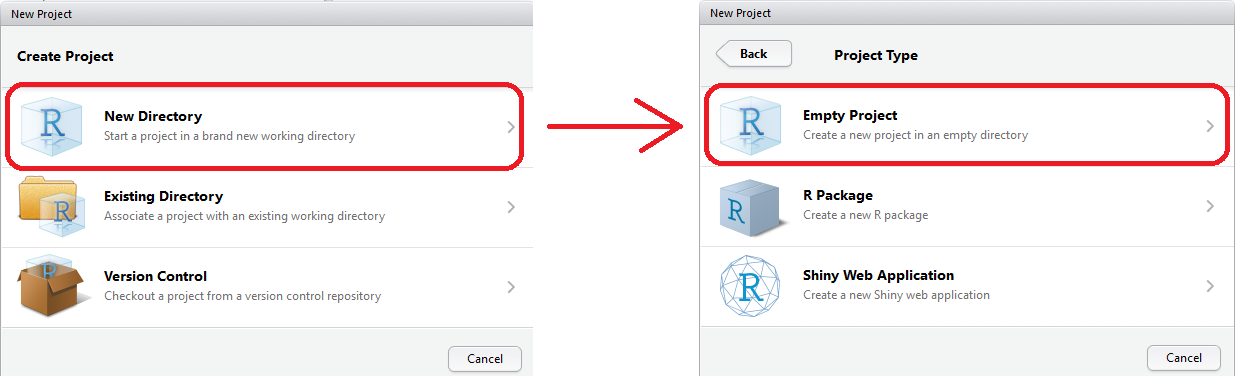 New Project
Create Project
New Directory
Start a project in a brand new working directory
Existing Directory
Associate a project with an existing working directory
Version Control
Checkout a project from a version control repository
Cancel
New Project
Back
Project Type
Empty Project
Create a new project in an empty directory
R Package
Create a new R package
Shiny Web Application
Create a new Shiny web application
Cancel